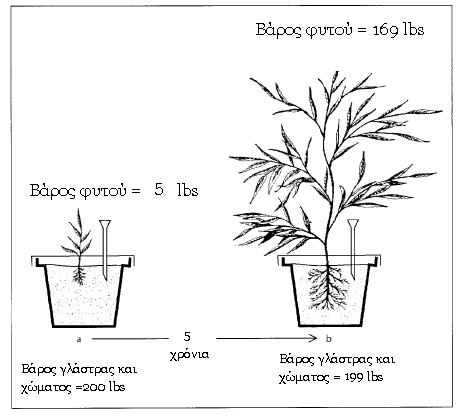 Βάρος φυτού = 169 lbs
Βάρος φυτού = 5 lbs
a
5
χρόνια
b
Βάρος γλάστρας και
χώματος =200 lbs
Βάρος γλάστρας και
χώματος = 199 lbs